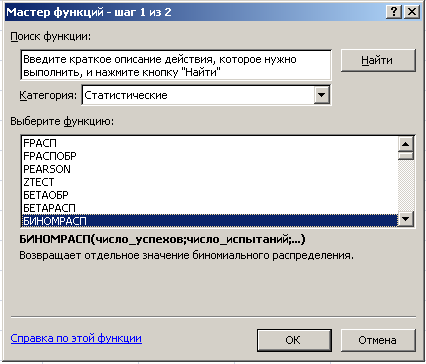 Мастер функций - шаг 1 из 2
Поиск функции:
Введите краткое описание действия, которое нужно
выполнить, и нажмите кнопку "Найти"
Найти
Категория: Статистические
Выберите функцию:
FРАСП
FРАСПОБР
PEARSON
ZТЕСТ
БЕТАОБР
БЕТАРАСП
БИНОМРАСП
БИНОМРАСП(число_успехов;число_испытаний;...)
Возвращает отдельное значение биномиального распределения.
Справка по этой функции
ОК
Отмена